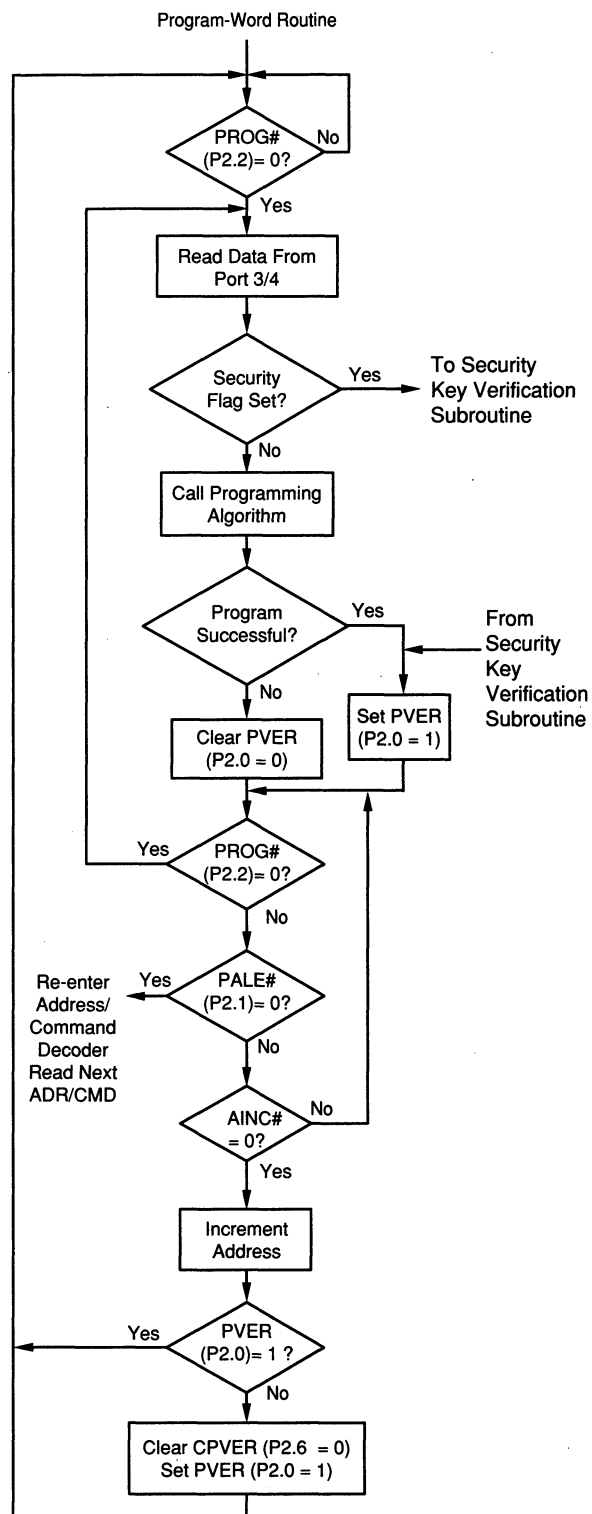 Program-Word Routine
PROG#
(P2.2)= 0?
No
Yes
Read Data From
Port 3/4
Security
Flag Set?
Yes
To Security
Key Verification
Subroutine
No
Call Programming
Algorithm
Program
Successful?
Yes
From
Security
Key
Verification
Subroutine
No
Clear PVER
(P2.0 = 0)
Set PVER
(P2.0 = 1)
Yes
PROG#
(P2.2)= 0?
No
Re-enter
Address/
Command
Decoder
Read Next
ADR/CMD
Yes
PALE#
(P2.1)= 0?
No
AINC#
= 0?
No
Yes
Increment
Address
Yes
PVER
(P2.0)= 1 ?
No
Clear CPVER (P2.6 = 0)
Set PVER (P2.0 = 1)